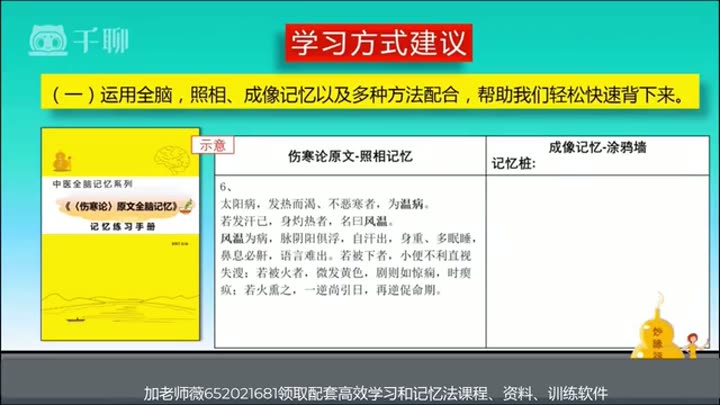 千聊
学习方式建议
（一）运用全脑，照相、成像记忆以及多种方法配合，帮助我们轻松快速背下来。
中医全脑记忆系列
《〈伤寒论〉原文全脑记忆》
记忆练习手册
示意
伤寒论原文-照相记忆
6、
太阳病，发热而渴、不恶寒者，为温病。
若发汗已，身灼热者，名曰风温。
风温为病，脉阴阳俱浮，自汗出，身重、多眠睡，
鼻息必鼾，语言难出。若被下者，小便不利直视
失溲；若被火者，微发黄色，剧则如惊痫，时瘈
疭；若火熏之，一逆尚引日，再逆促命期。
成像记忆-涂鸦墙
记忆桩:
加老师薇652021681领取配套高效学习和记忆法课程、资料、训练软件